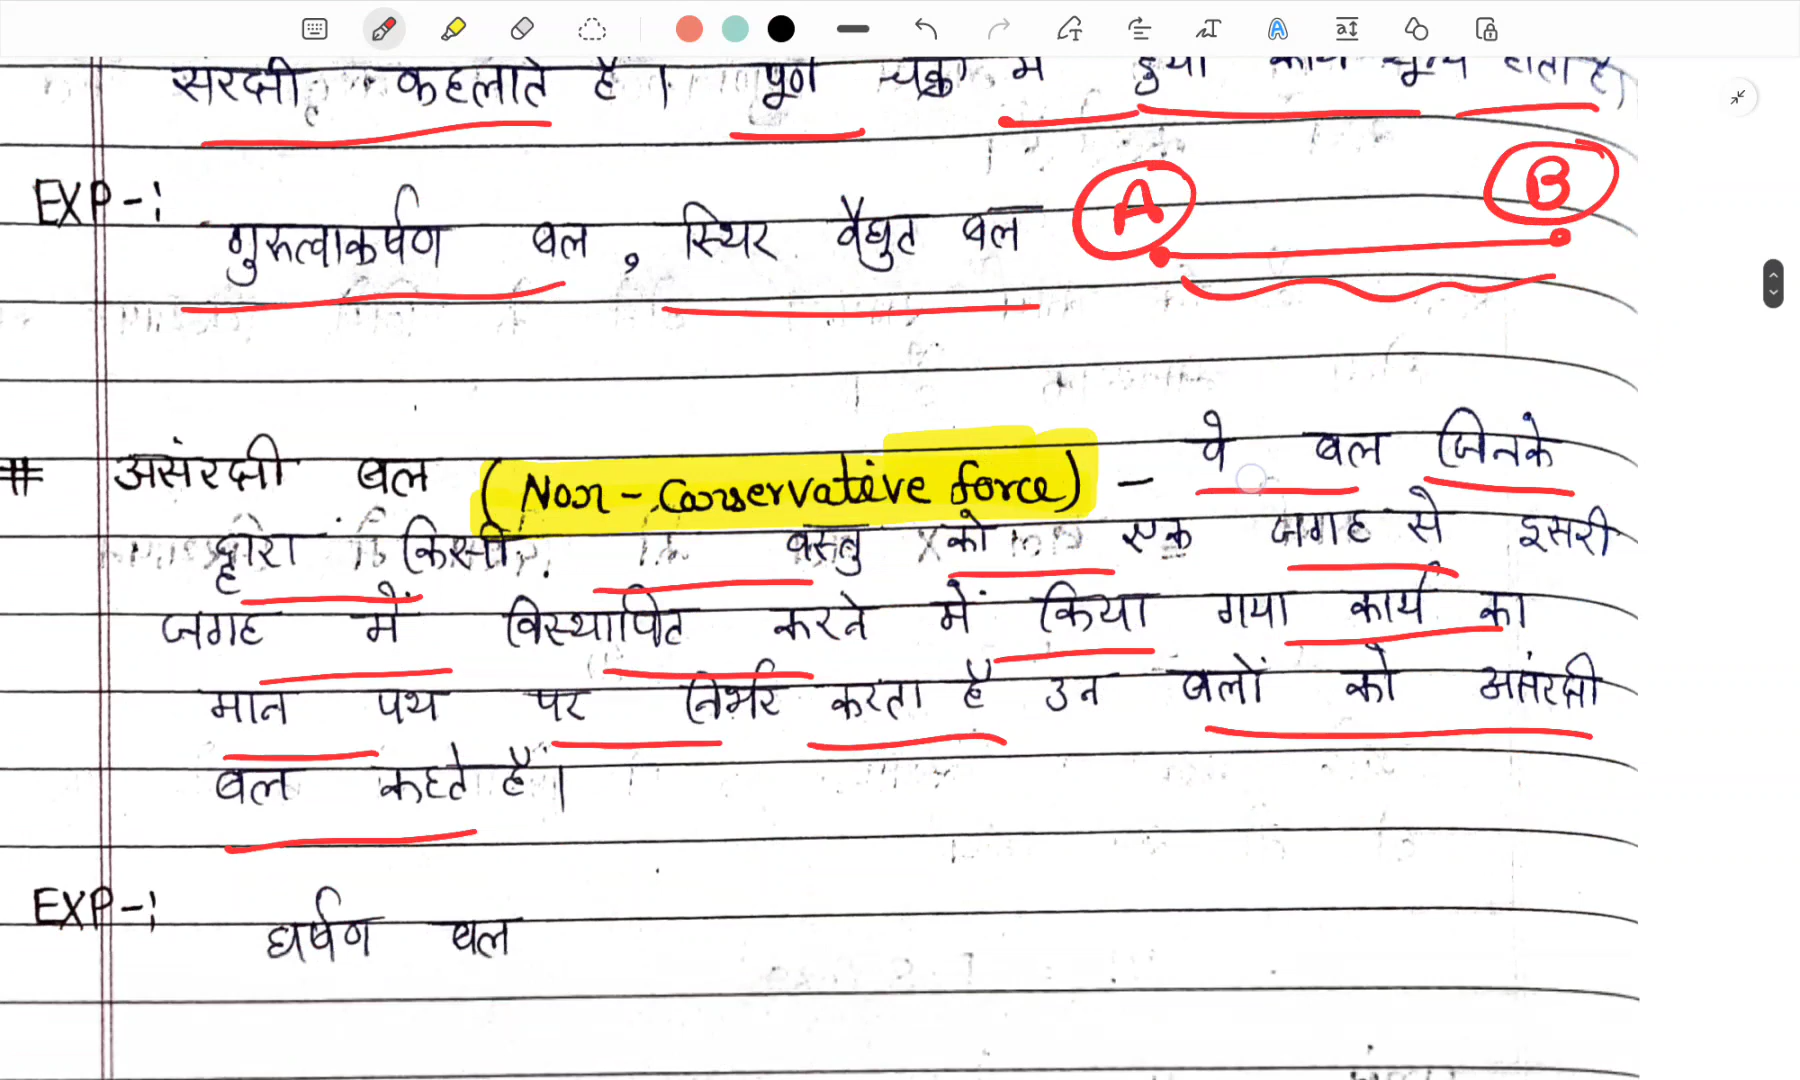 सरक्षी कहलाते है। पूर्ण चक्र में हुया कार्य शून्य होता है
A
B
EXP-:
गुरुत्वाकर्षण बल, स्थिर वैधुत बल
# असंरक्षी बल (Non-Conservative force) - वे बल जिनके
द्वारा किसी वस्तु को एक जगह से दूसरी
जगह में विस्थापित करने में किया गया कार्य का
मान पथ पर निर्भर करता है उन बलों को असंरक्षी
बल कहते है।
EXP-:
घर्षण बल